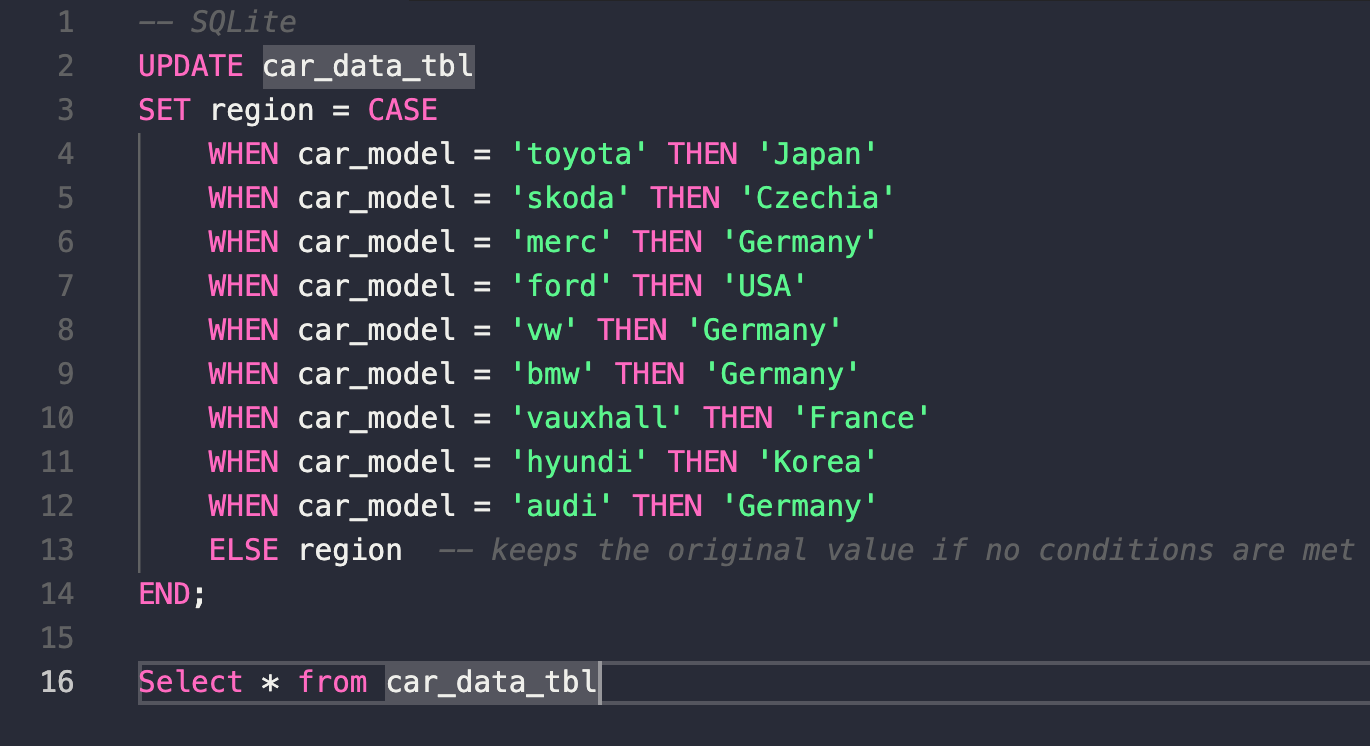 1 -- SQLite
2 UPDATE car_data_tbl
3 SET region = CASE
4 WHEN car_model = 'toyota' THEN 'Japan'
5 WHEN car_model = 'skoda' THEN 'Czechia'
6 WHEN car_model = 'merc' THEN 'Germany'
7 WHEN car_model = 'ford' THEN 'USA'
8 WHEN car_model = 'vw' THEN 'Germany'
9 WHEN car_model = 'bmw' THEN 'Germany'
10 WHEN car_model = 'vauxhall' THEN 'France'
11 WHEN car_model = 'hyundi' THEN 'Korea'
12 WHEN car_model = 'audi' THEN 'Germany'
13 ELSE region -- keeps the original value if no conditions are met
14 END;
15
16 Select * from car_data_tbl